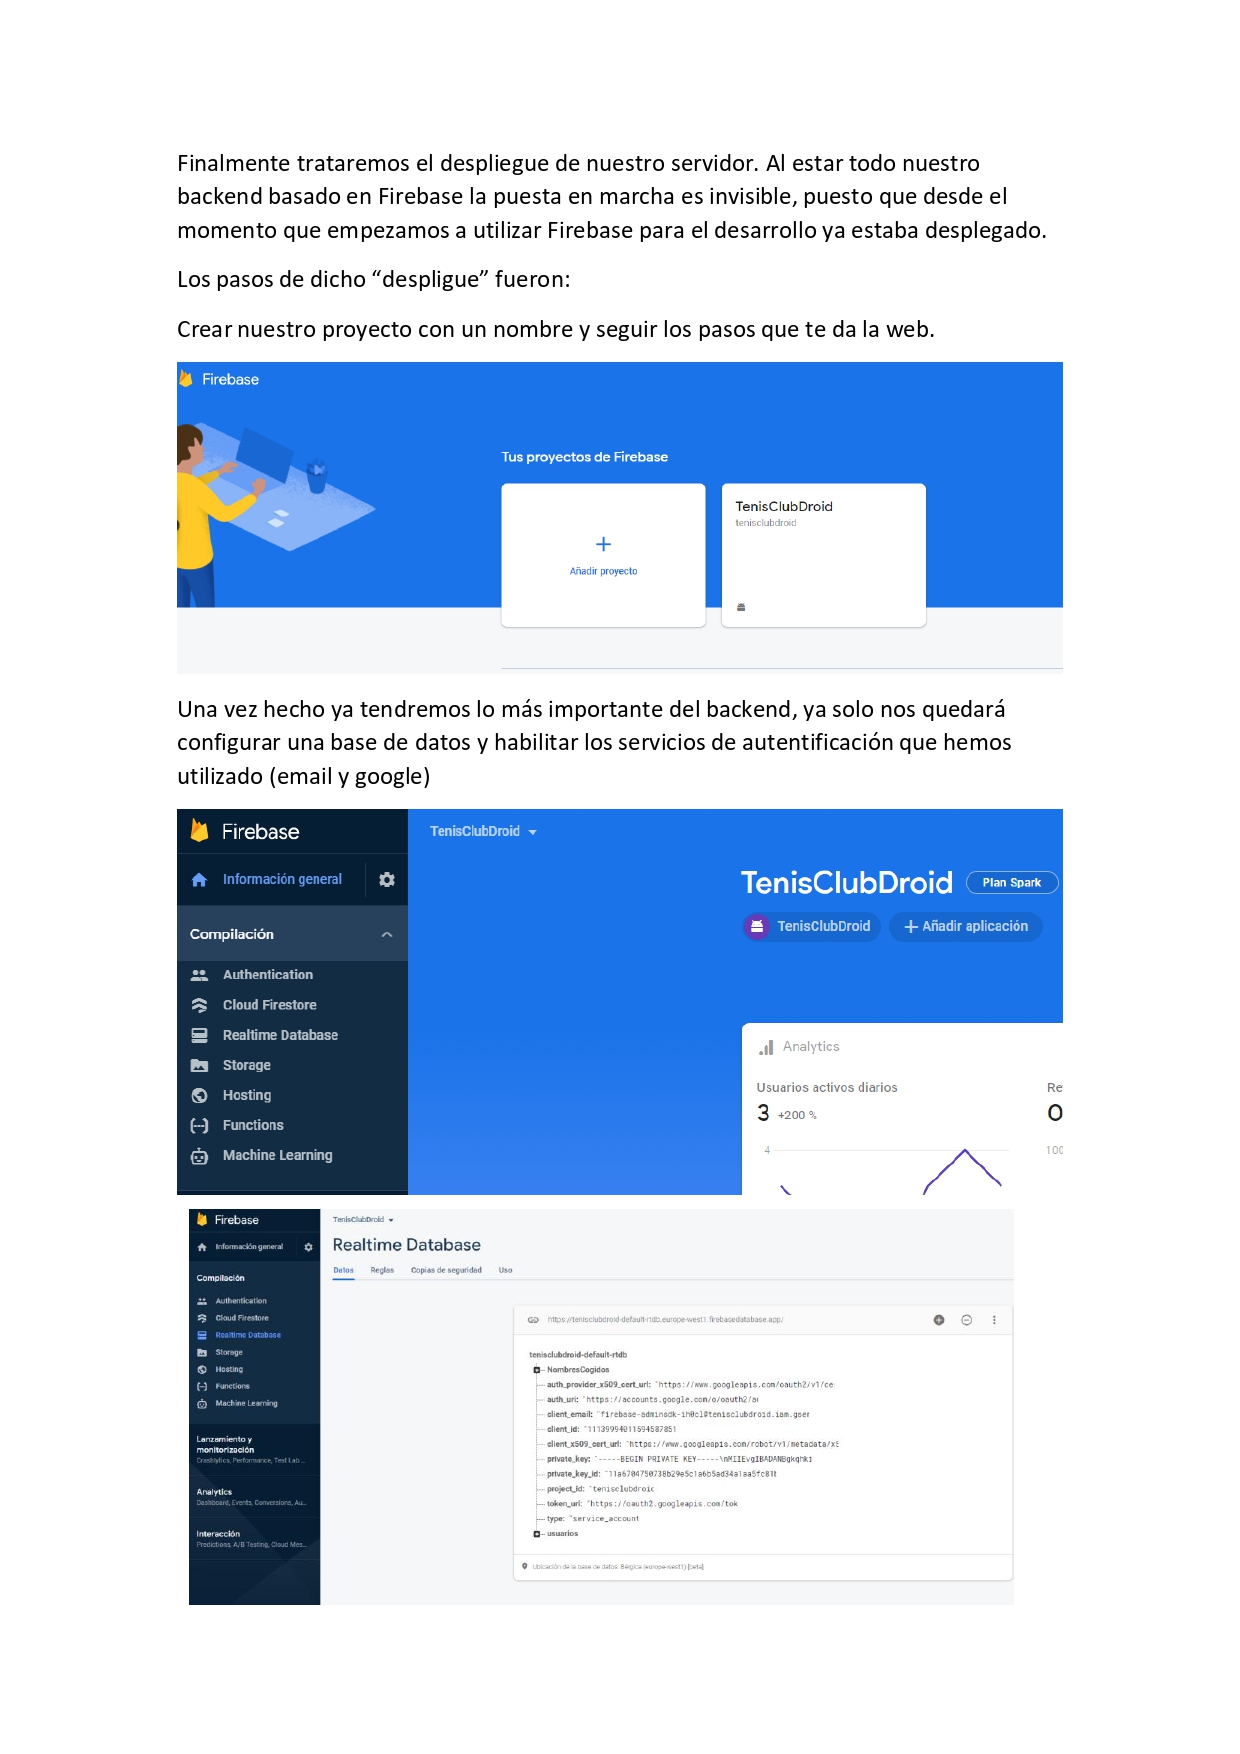 Finalmente trataremos el despliegue de nuestro servidor. Al estar todo nuestro
backend basado en Firebase la puesta en marcha es invisible, puesto que desde el
momento que empezamos a utilizar Firebase para el desarrollo ya estaba desplegado.
Los pasos de dicho “despligue” fueron:
Crear nuestro proyecto con un nombre y seguir los pasos que te da la web.
Firebase
Tus proyectos de Firebase
TenisClubDroid
tenisclubdroid
Añadir proyecto
Una vez hecho ya tendremos lo más importante del backend, ya solo nos quedará
configurar una base de datos y habilitar los servicios de autentificación que hemos
utilizado (email y google)
Firebase
TenisClubDroid
Información general
TenisClubDroid Plan Spark
Compilación
TenisClubDroid + Añadir aplicación
Authentication
Cloud Firestore
Realtime Database
Storage
Hosting
Functions
Machine Learning
Analytics
Usuarios activos diarios Re
3 +200 % 0
4 100
Firebase
TenisClubDroid
Información general
Realtime Database
Datos Reglas Copias de seguridad Uso
Compilación
Authentication
Cloud Firestore
Realtime Database
Storage
Hosting
Functions
Machine Learning
Lanzamiento y
monitorización
Crashlytics, Performance, Test Lab ...
Analytics
Dashboard, Events, Conversions, Au...
Interacción
Predictions, A/B Testing, Cloud Mes...
https://tenisclubdroid-default-rtdb.europe-west1.firebasedatabase.app/
tenisclubdroid-default-rtdb
NombresCogidos
auth_provider_x509_cert_url: "https://www.googleapis.com/oauth2/v1/ce
auth_uri: "https://accounts.google.com/o/oauth2/au
client_email:
client_id:
client_x509_cert_url: "https://www.googleapis.com/robot/v1/metadata/x5
private_key: "-----BEGIN PRIVATE KEY-----\
private_key_id:
project_id: "tenisclubdroid
token_uri: "https://oauth2.googleapis.com/tok
type: "service_account
usuarios
Ubicación de la base de datos: Bélgica (europe-west1) [beta]